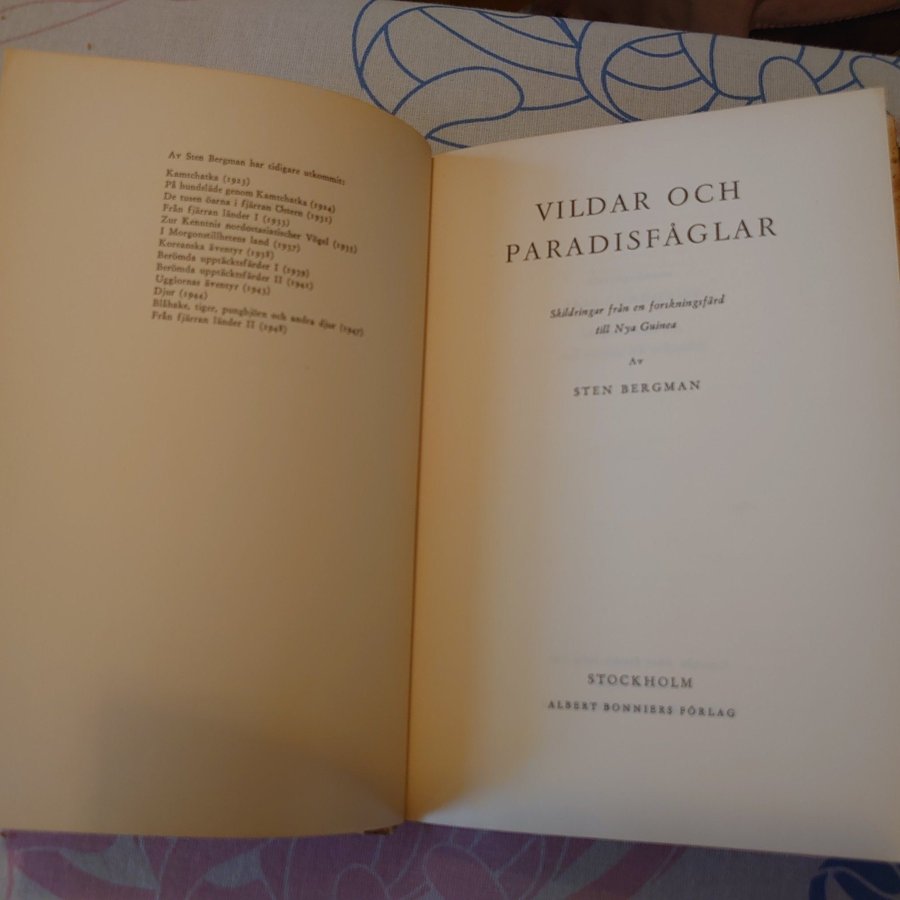 Av Sten Bergman har tidigare utkommit:
Kamtchatka (1923)
På hundsläde genom Kamtchatka (1924)
De tusen öarna i fjärran Östern (1931)
Från fjärran länder I (1933)
Zur Kenntnis nordostasiatischer Vögel (1935)
I Morgonstillhetens land (1937)
Koreanska äventyr (1938)
Berömda upptäcktsfärder I (1939)
Berömda upptäcktsfärder II (1941)
Uggiornas äventyr (1943)
Djur (1944)
Blåhake, tiger, pungbjörn och andra djur (1947)
Från fjärran länder II (1948)
VILDAR OCH
PARADISFÅGLAR
Skildringar från en forskningsfärd
till Nya Guinea
Av
STEN BERGMAN
STOCKHOLM
ALBERT BONNIERS FÖRLAG